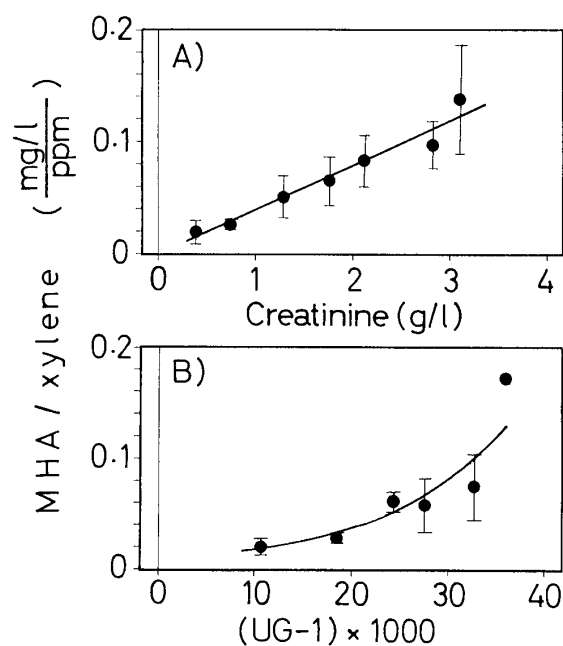 0.2
A)
0.1
0
0 1 2 3 4
Creatinine (g/l)
MHA / xylene ( mg/l / ppm )
0.2
B)
0.1
0
0 10 20 30 40
(UG-1) × 1000